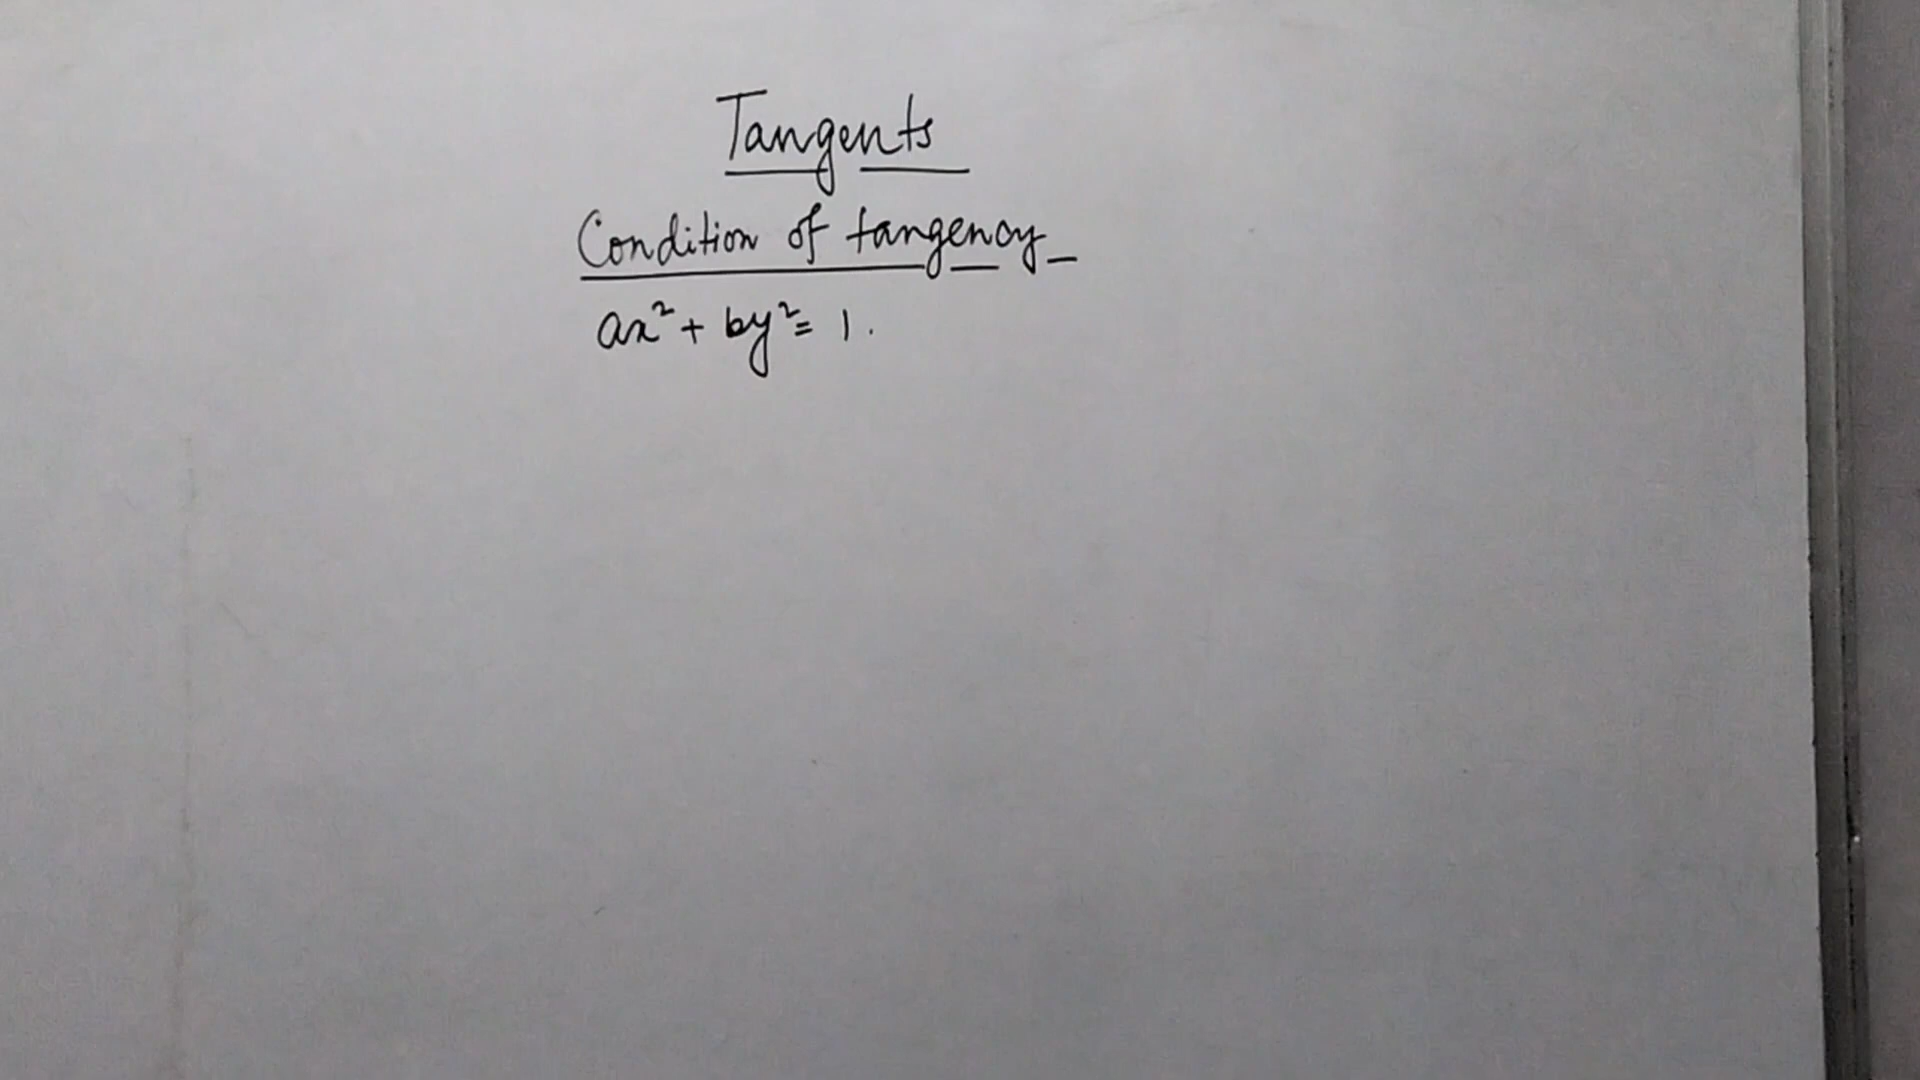 Tangents
Condition of tangency
ax² + by² = 1.